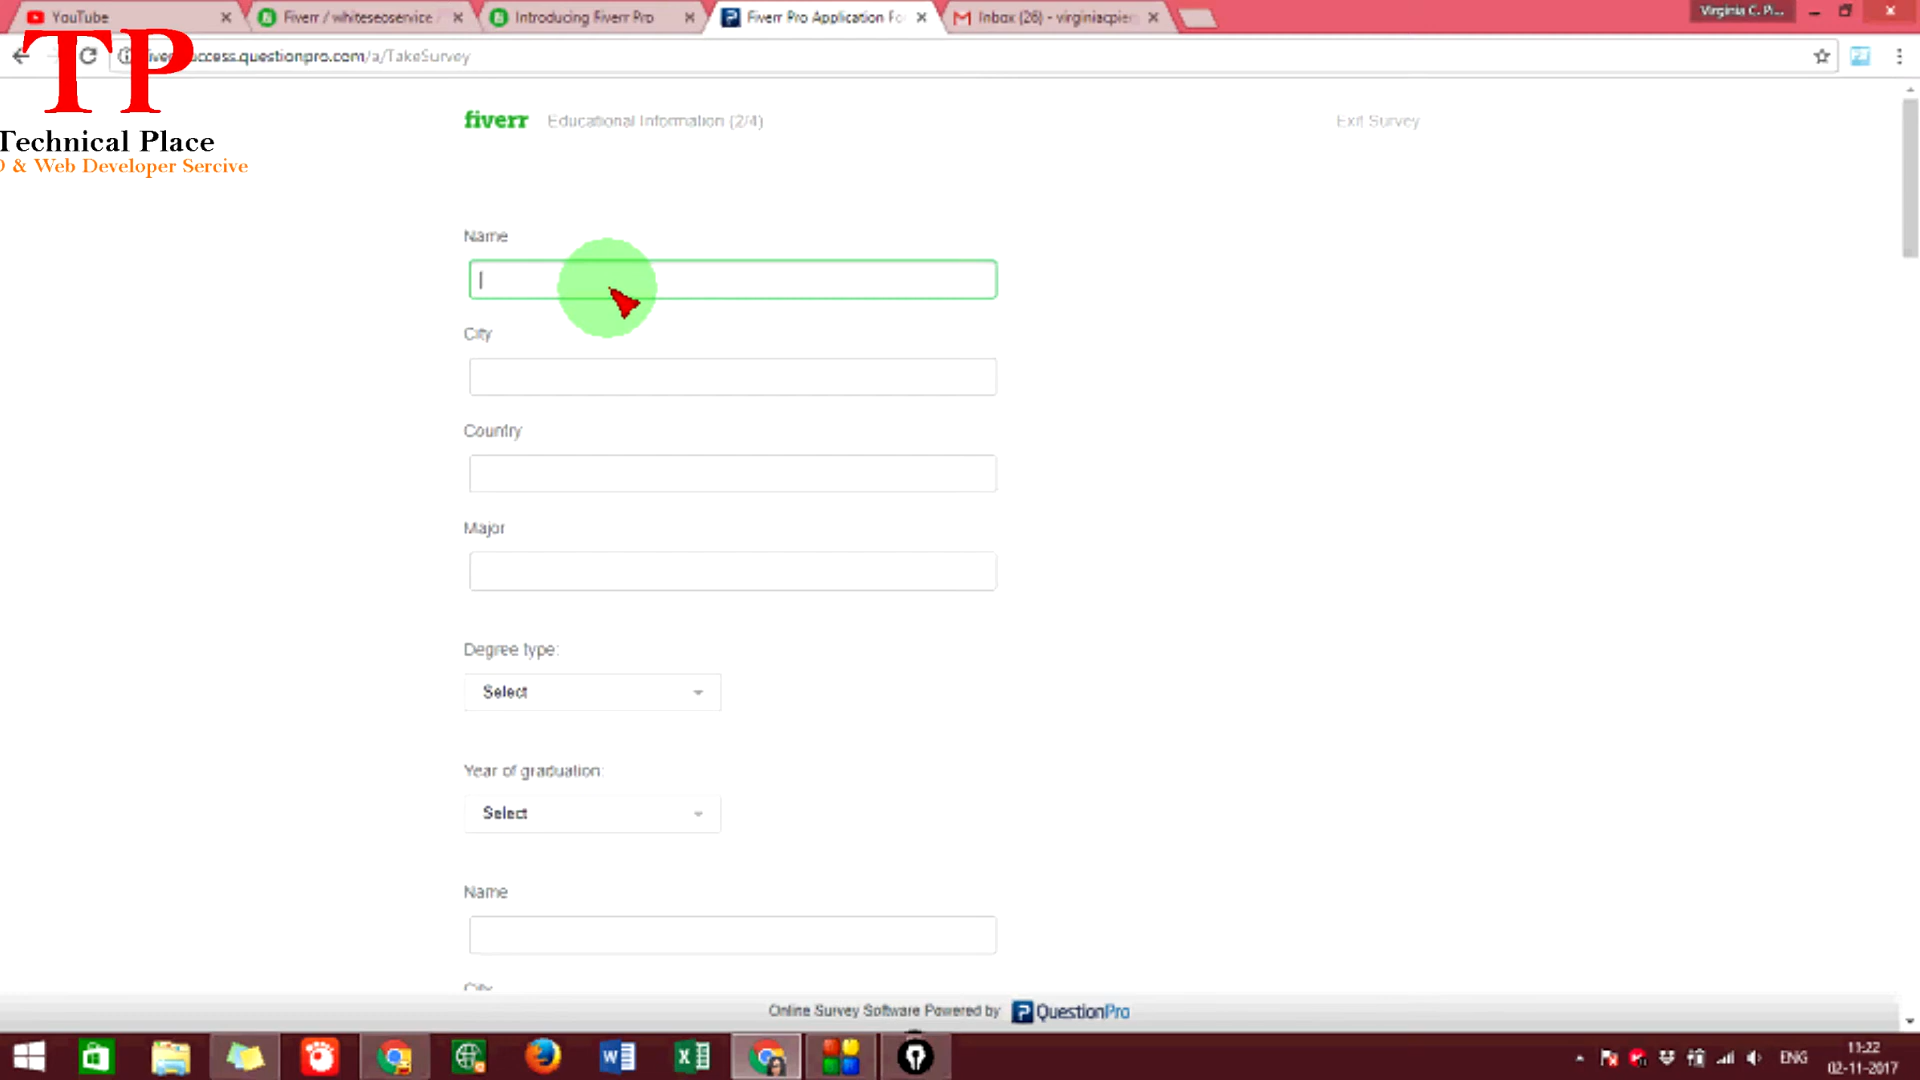 YouTube
Fiverr / whiteseoservice
Introducing Fiverr Pro
Fiverr Pro Application Fo
Inbox (26) - virginiacpier
Virginia C. Pi...
ccess.questionpro.com/a/TakeSurvey
TP
Technical Place
& Web Developer Sercive
fiverr
Educational Information (2/4)
Exit Survey
Name
City
Country
Major
Degree type:
Select
Year of graduation:
Select
Name
City
Online Survey Software Powered by
QuestionPro
ENG
11:22
02-11-2017